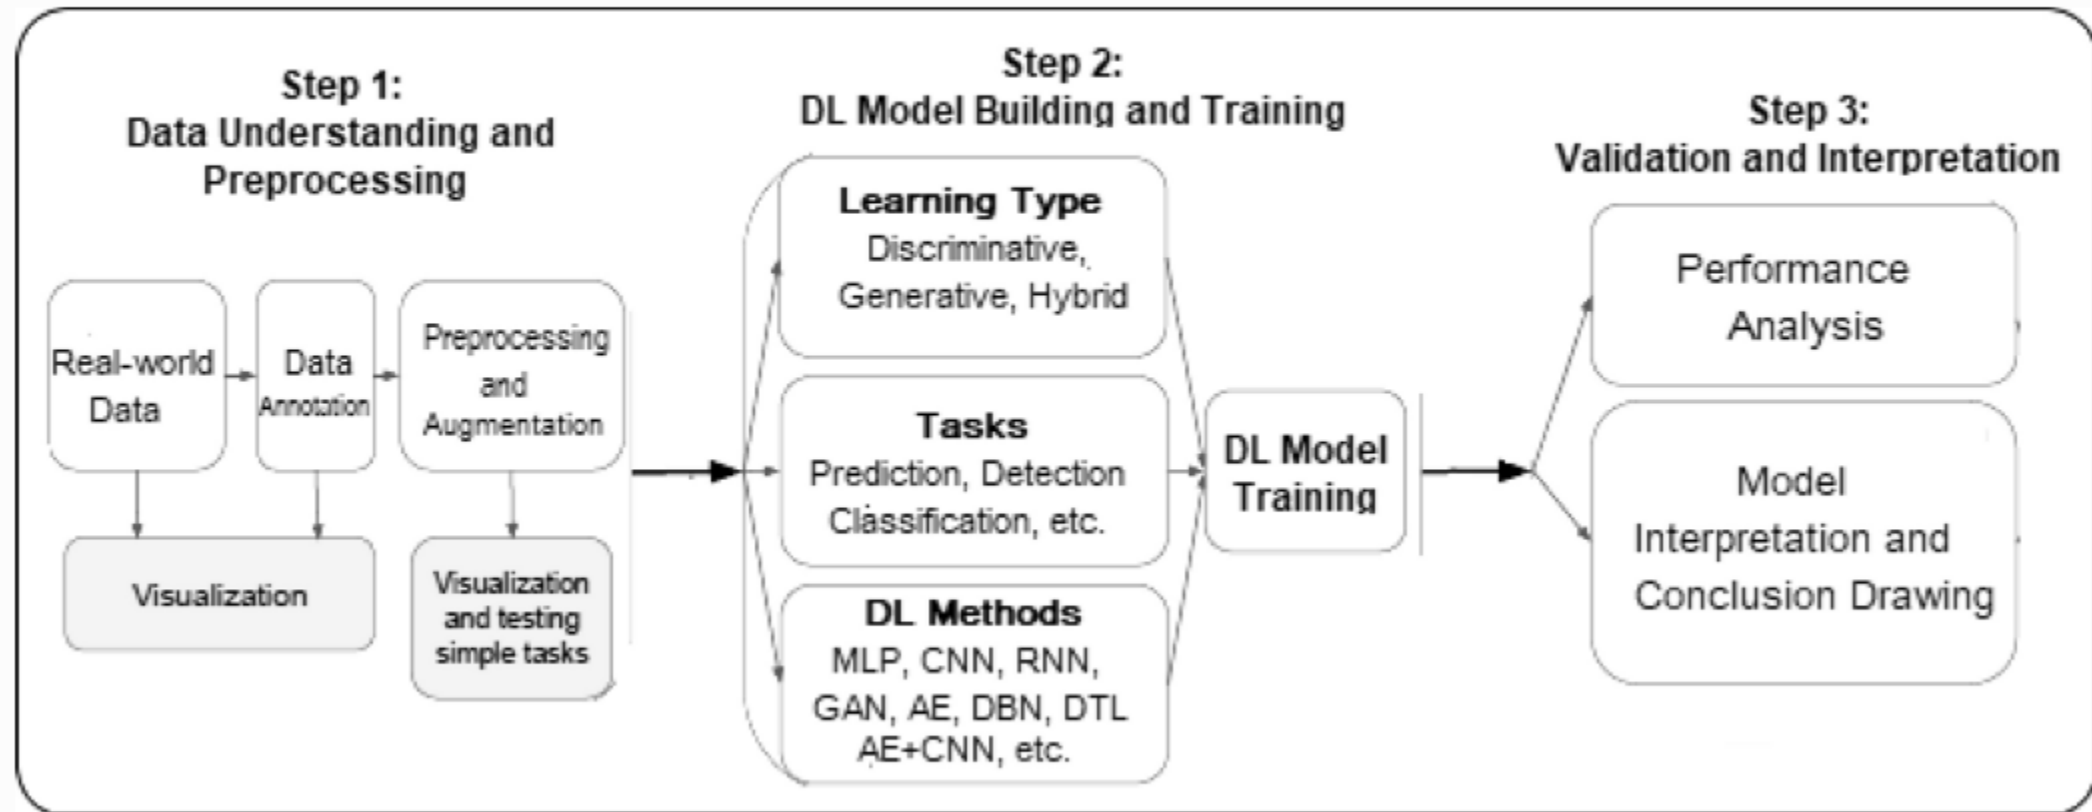 Step 1:
Data Understanding and
Preprocessing
Real-world
Data
Data
Annotation
Preprocessing
and
Augmentation
Visualization
Visualization
and testing
simple tasks
Step 2:
DL Model Building and Training
Learning Type
Discriminative,
Generative, Hybrid
Tasks
Prediction, Detection
Classification, etc.
DL Methods
MLP, CNN, RNN,
GAN, AE, DBN, DTL
AE+CNN, etc.
DL Model
Training
Step 3:
Validation and Interpretation
Performance
Analysis
Model
Interpretation and
Conclusion Drawing